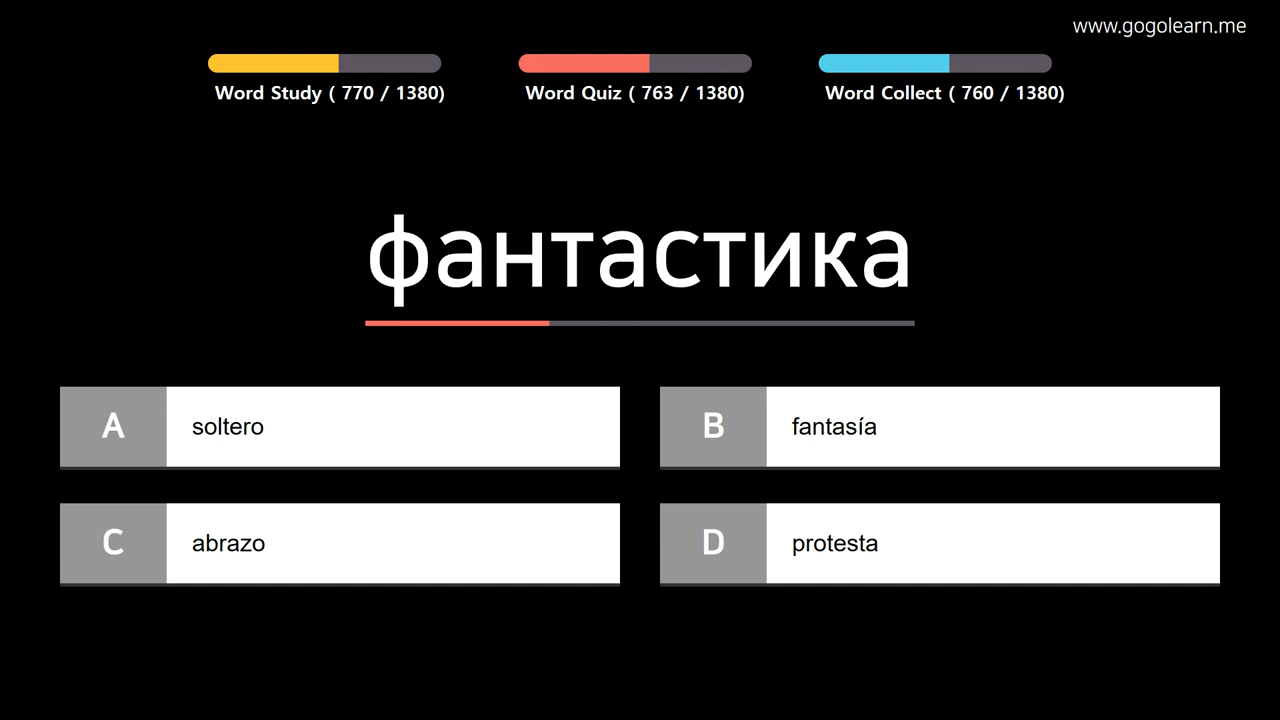 www.gogolearn.me
Word Study ( 770 / 1380)
Word Quiz ( 763 / 1380)
Word Collect ( 760 / 1380)
фантастика
A soltero
B fantasía
C abrazo
D protesta